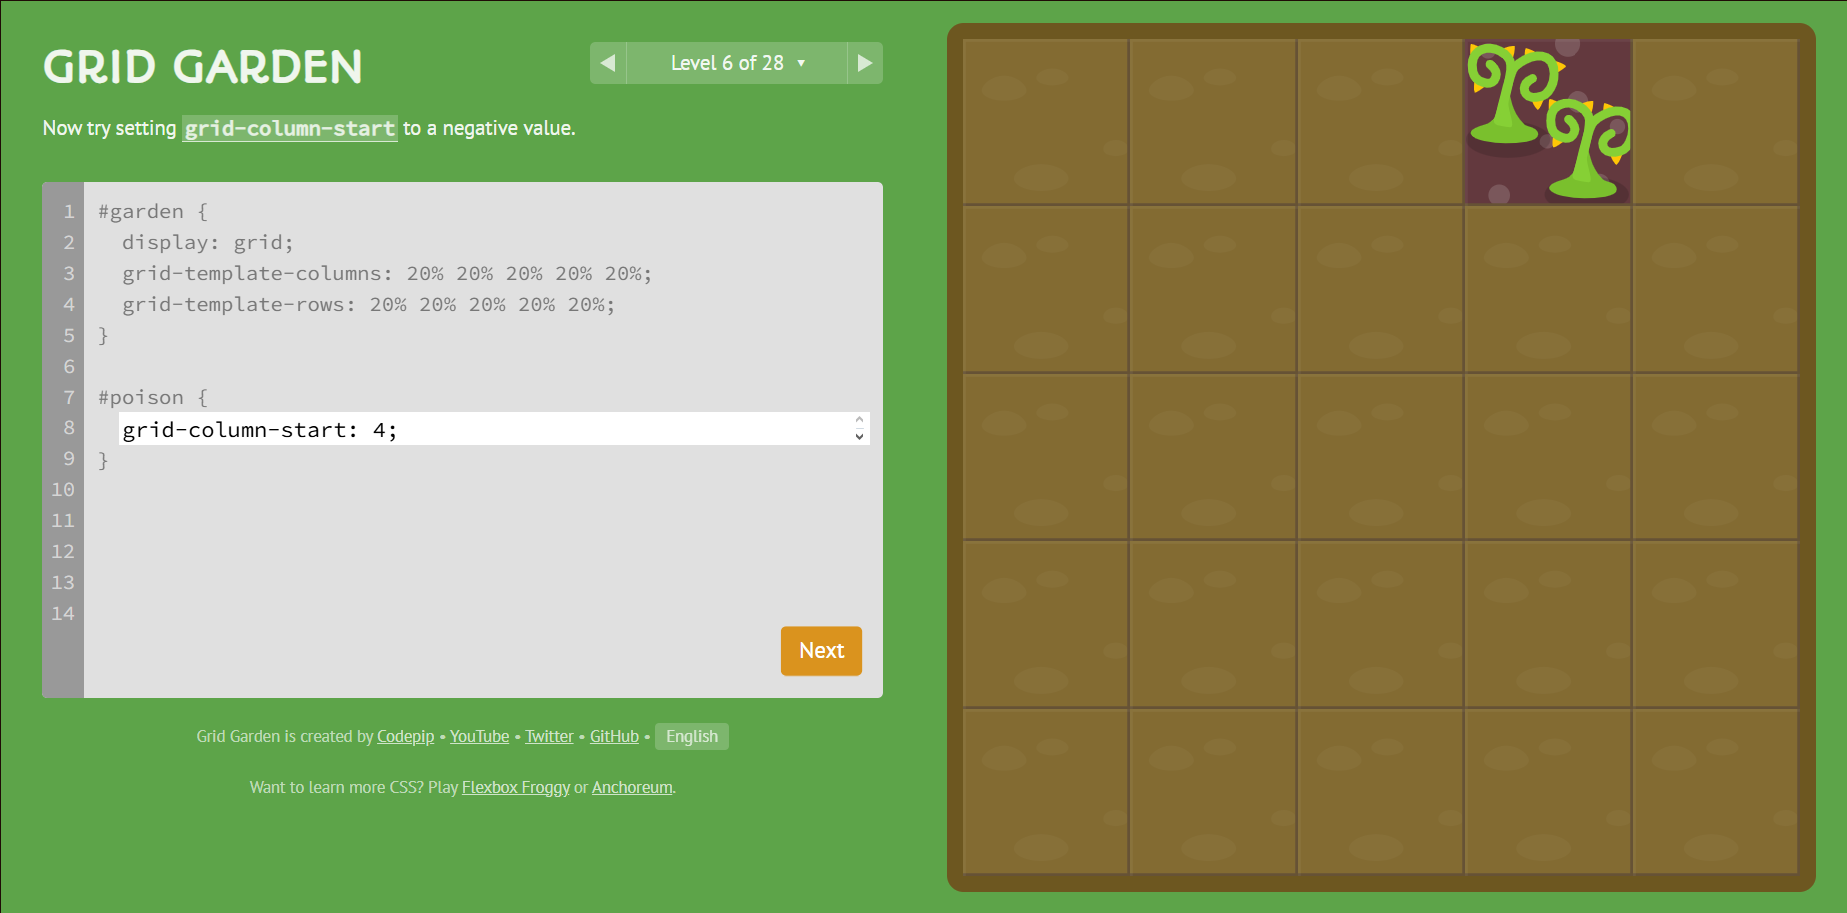 GRID GARDEN
◀ Level 6 of 28 ▼ ▶
Now try setting grid-column-start to a negative value.
1 #garden {
2   display: grid;
3   grid-template-columns: 20% 20% 20% 20% 20%;
4   grid-template-rows: 20% 20% 20% 20% 20%;
5 }
6
7 #poison {
8   grid-column-start: 4;
9 }
10
11
12
13
14
Next
Grid Garden is created by Codepip • YouTube • Twitter • GitHub • English
Want to learn more CSS? Play Flexbox Froggy or Anchoreum.